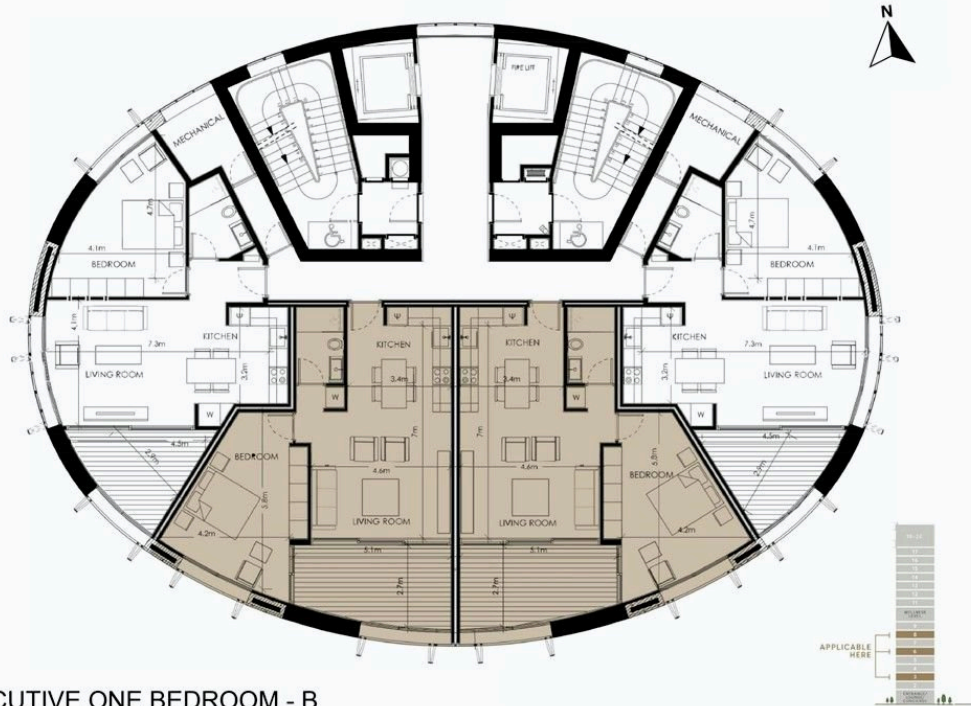 N
FIRE LIFT
MECHANICAL
MECHANICAL
4.7m
4.1m
BEDROOM
4.7m
4.1m
BEDROOM
4.1m
7.3m
KITCHEN
LIVING ROOM
3.2m
W
KITCHEN
3.4m
W
KITCHEN
3.4m
W
KITCHEN
7.3m
LIVING ROOM
3.2m
W
4.5m
2.9m
BEDROOM
5.8m
4.2m
7m
4.6m
LIVING ROOM
5.1m
2.7m
7m
4.6m
LIVING ROOM
5.1m
2.7m
5.8m
BEDROOM
4.2m
4.5m
2.9m
WELLNESS
LEVEL
APPLICABLE
HERE
CUTIVE ONE BEDROOM - B